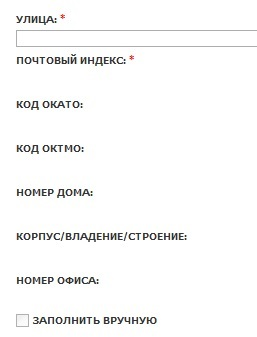 УЛИЦА: *
ПОЧТОВЫЙ ИНДЕКС: *
КОД ОКАТО:
КОД ОКТМО:
НОМЕР ДОМА:
КОРПУС/ВЛАДЕНИЕ/СТРОЕНИЕ:
НОМЕР ОФИСА:
ЗАПОЛНИТЬ ВРУЧНУЮ